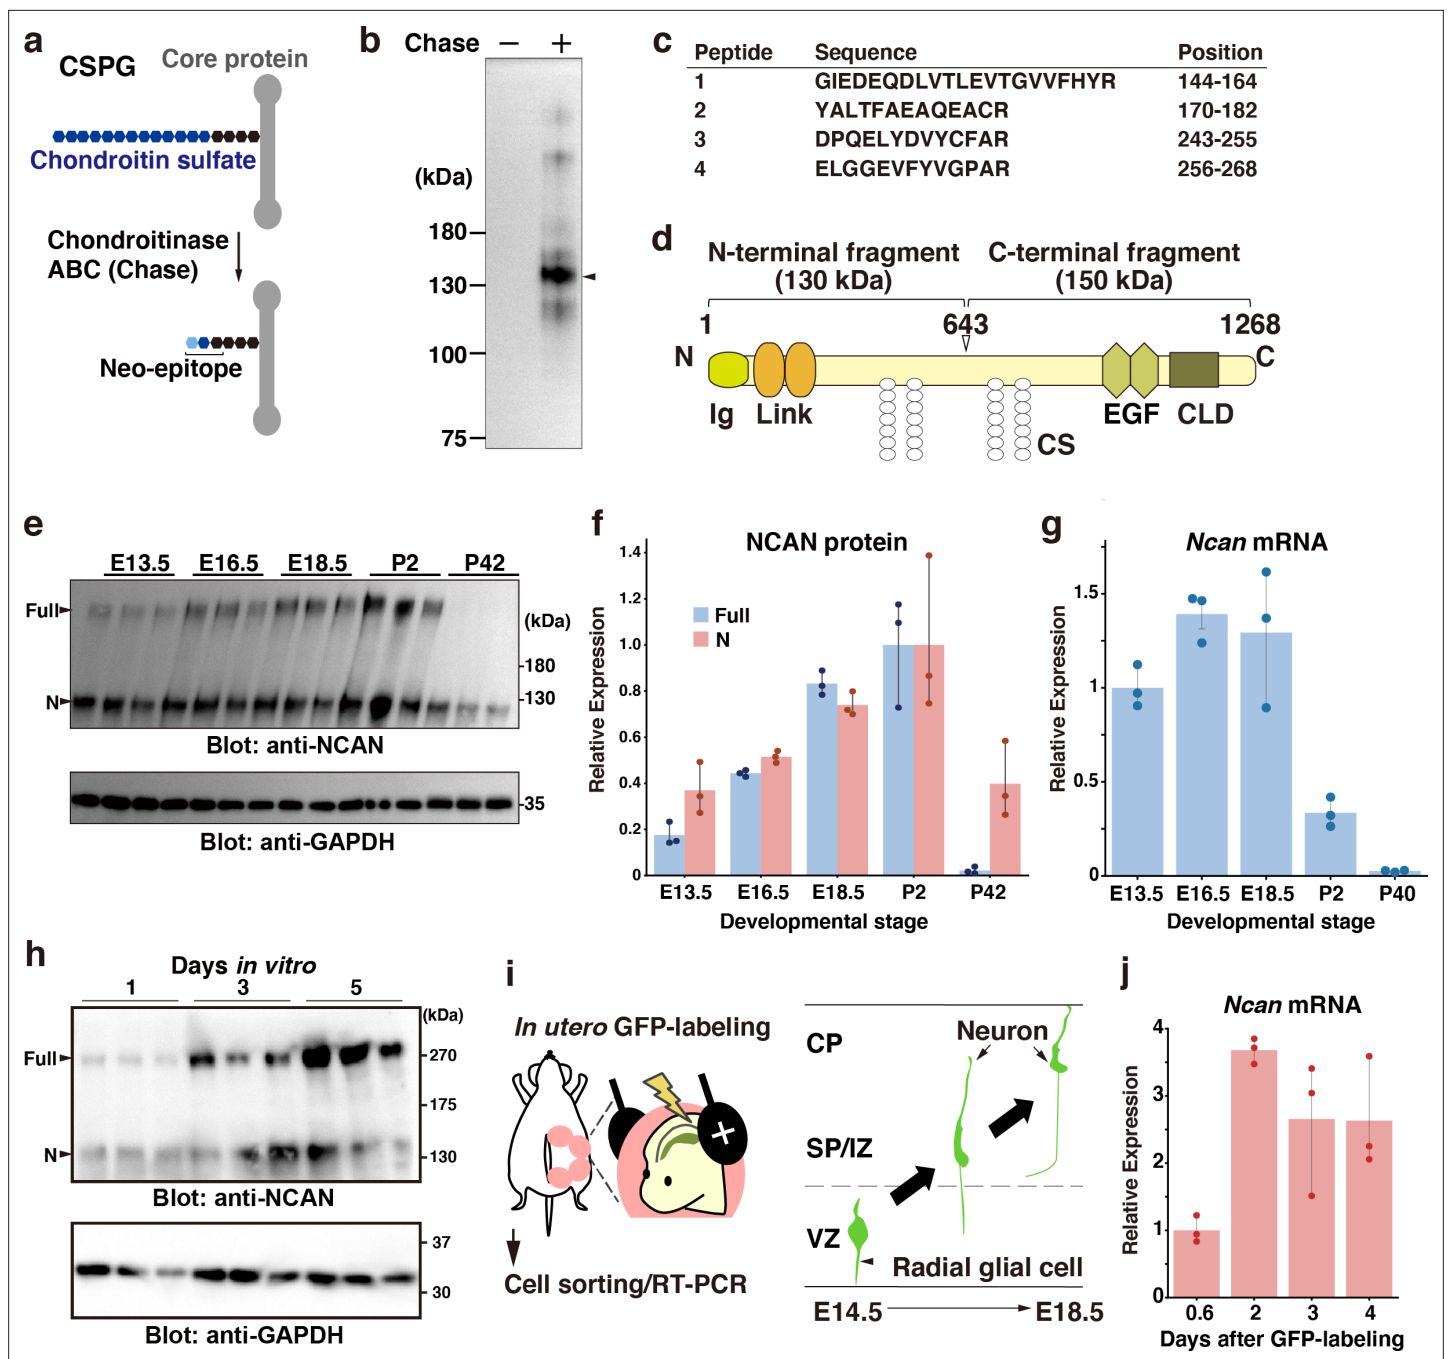 a
CSPG
Core protein
Chondroitin sulfate
Chondroitinase
ABC (Chase)
Neo-epitope
b
Chase − +
(kDa)
180
130
100
75
c
Peptide Sequence Position
1 GIEDEQDLVTLEVTGVVFHYR 144-164
2 YALTFAEAQEACR 170-182
3 DPQELYDVYCFAR 243-255
4 ELGGEVFYVGPAR 256-268
d
N-terminal fragment
(130 kDa)
C-terminal fragment
(150 kDa)
1 643 1268
N C
Ig Link EGF CLD
CS
e
E13.5 E16.5 E18.5 P2 P42
Full
(kDa)
-180
N
-130
Blot: anti-NCAN
-35
Blot: anti-GAPDH
f
NCAN protein
Full
N
Relative Expression
1.4
1.2
1.0
0.8
0.6
0.4
0.2
0
E13.5 E16.5 E18.5 P2 P42
Developmental stage
g
Ncan mRNA
Relative Expression
1.5
1
0.5
0
E13.5 E16.5 E18.5 P2 P40
Developmental stage
h
Days in vitro
1 3 5
(kDa)
Full
270
175
N
130
Blot: anti-NCAN
37
30
Blot: anti-GAPDH
i
In utero GFP-labeling
+
Cell sorting/RT-PCR
CP
Neuron
SP/IZ
VZ
Radial glial cell
E14.5 E18.5
j
Ncan mRNA
Relative Expression
4
3
2
1
0
0.6 2 3 4
Days after GFP-labeling